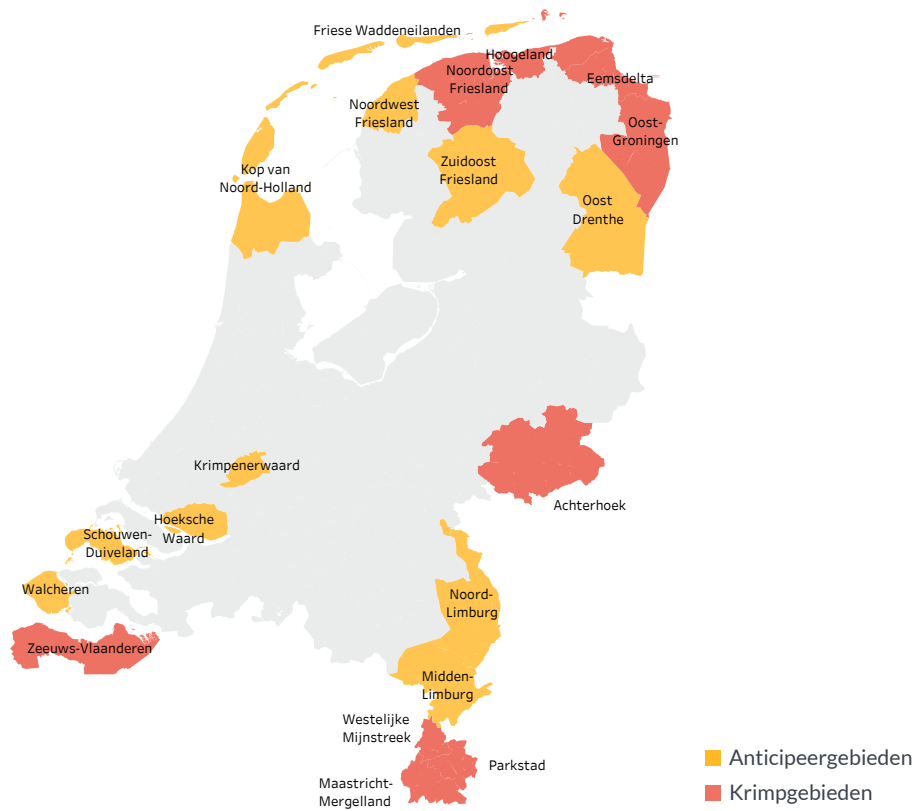 Friese Waddeneilanden
Hoogeland
Noordoost
Friesland
Eemsdelta
Noordwest
Friesland
Oost-
Groningen
Kop van
Noord-Holland
Zuidoost
Friesland
Oost
Drenthe
Krimpenerwaard
Achterhoek
Hoeksche
Waard
Schouwen-
Duiveland
Walcheren
Noord-
Limburg
Zeeuws-Vlaanderen
Midden-
Limburg
Westelijke
Mijnstreek
Parkstad
Maastricht-
Mergelland
Anticipeergebieden
Krimpgebieden